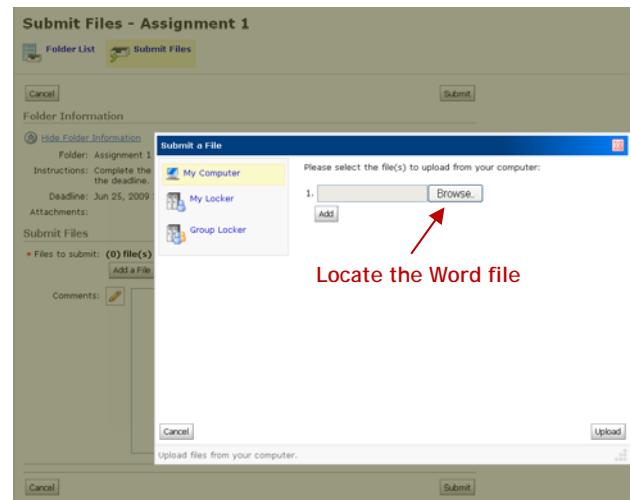 Submit Files - Assignment 1
Folder List
Submit Files
Cancel
Submit
Folder Information
Hide Folder Information
Folder: Assignment 1
Instructions: Complete the
the deadline.
Deadline: Jun 25, 2009
Attachments:
Submit Files
* Files to submit: (0) file(s)
Add a File
Comments:
Submit a File
My Computer
My Locker
Group Locker
Please select the file(s) to upload from your computer:
1.
Browse..
Add
Locate the Word file
Cancel
Upload
Upload files from your computer.
Cancel
Submit